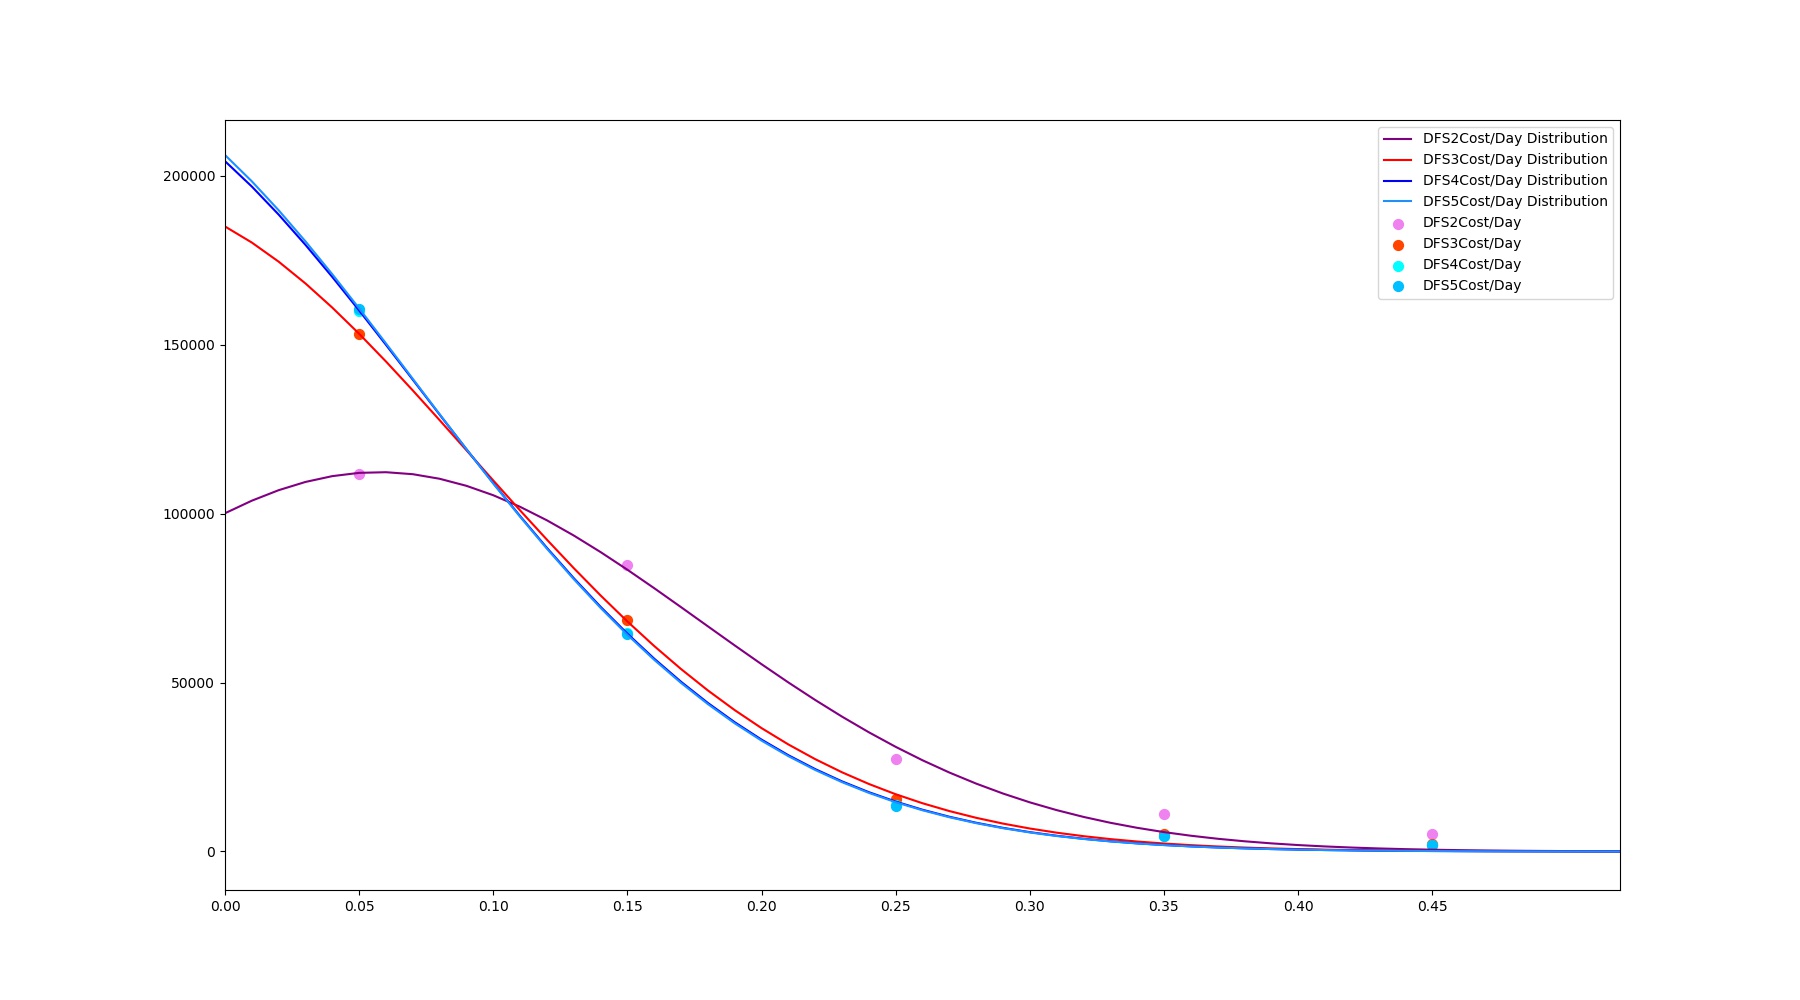 DFS2Cost/Day Distribution
DFS3Cost/Day Distribution
DFS4Cost/Day Distribution
DFS5Cost/Day Distribution
DFS2Cost/Day
DFS3Cost/Day
DFS4Cost/Day
DFS5Cost/Day
200000
150000
100000
50000
0
0.00 0.05 0.10 0.15 0.20 0.25 0.30 0.35 0.40 0.45